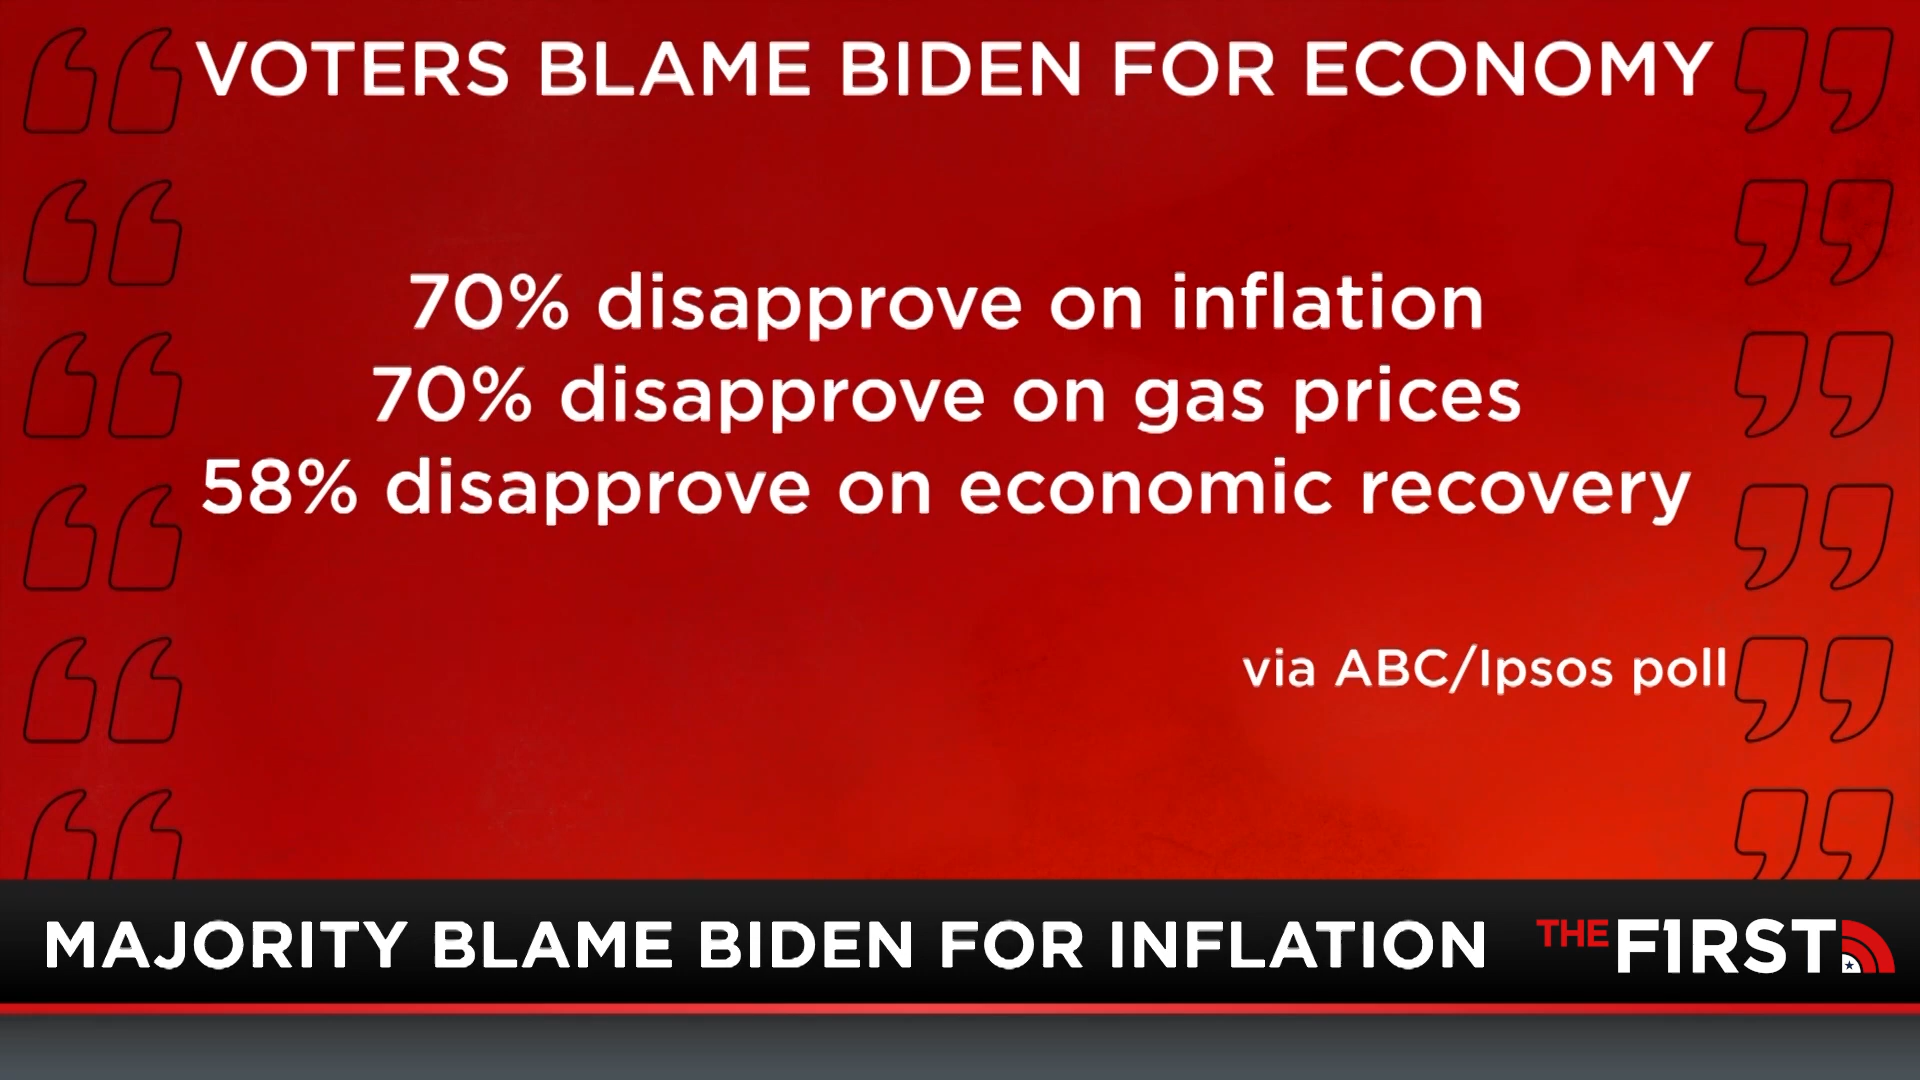 VOTERS BLAME BIDEN FOR ECONOMY
70% disapprove on inflation
70% disapprove on gas prices
58% disapprove on economic recovery
via ABC/Ipsos poll
MAJORITY BLAME BIDEN FOR INFLATION
THE F1RST